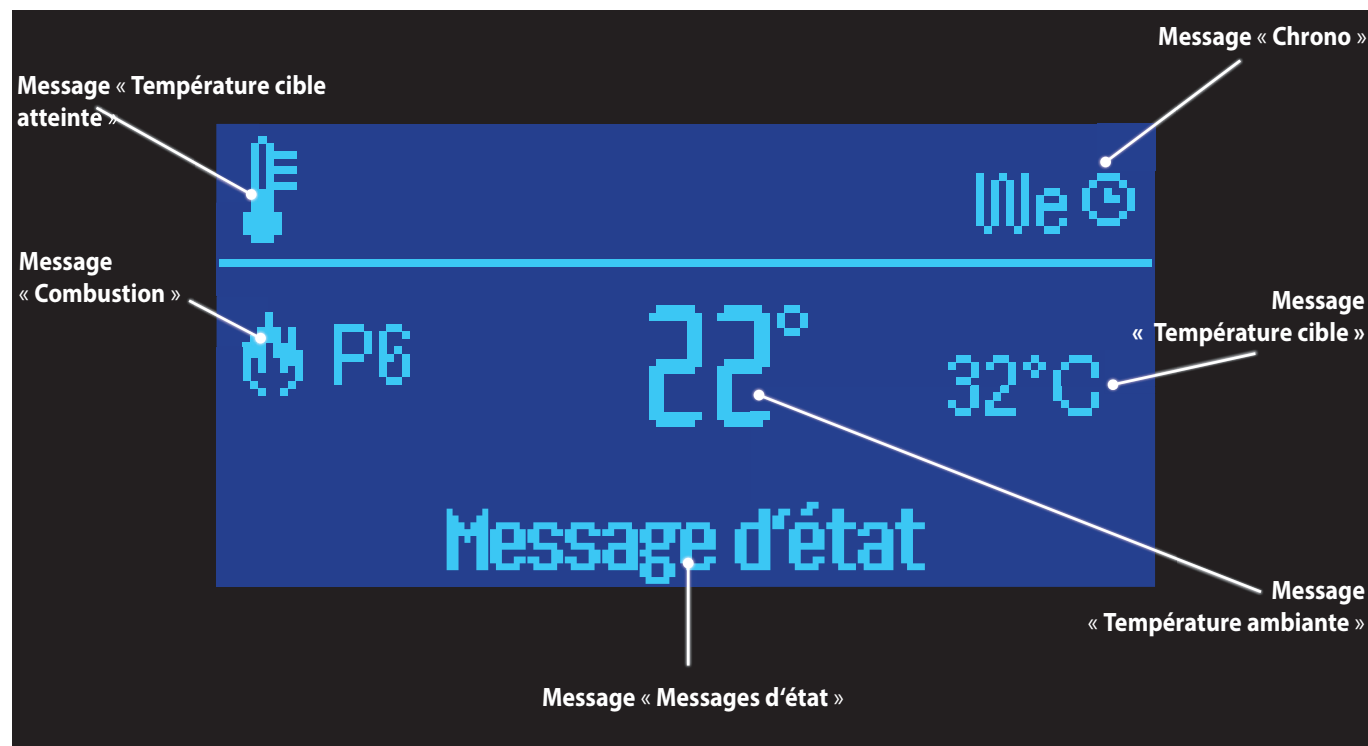 Message « Chrono »
Message « Température cible
atteinte »
We
Message
« Combustion »
P6
22°
32°C
Message
« Température cible »
Message d'état
Message
« Température ambiante »
Message « Messages d‘état »